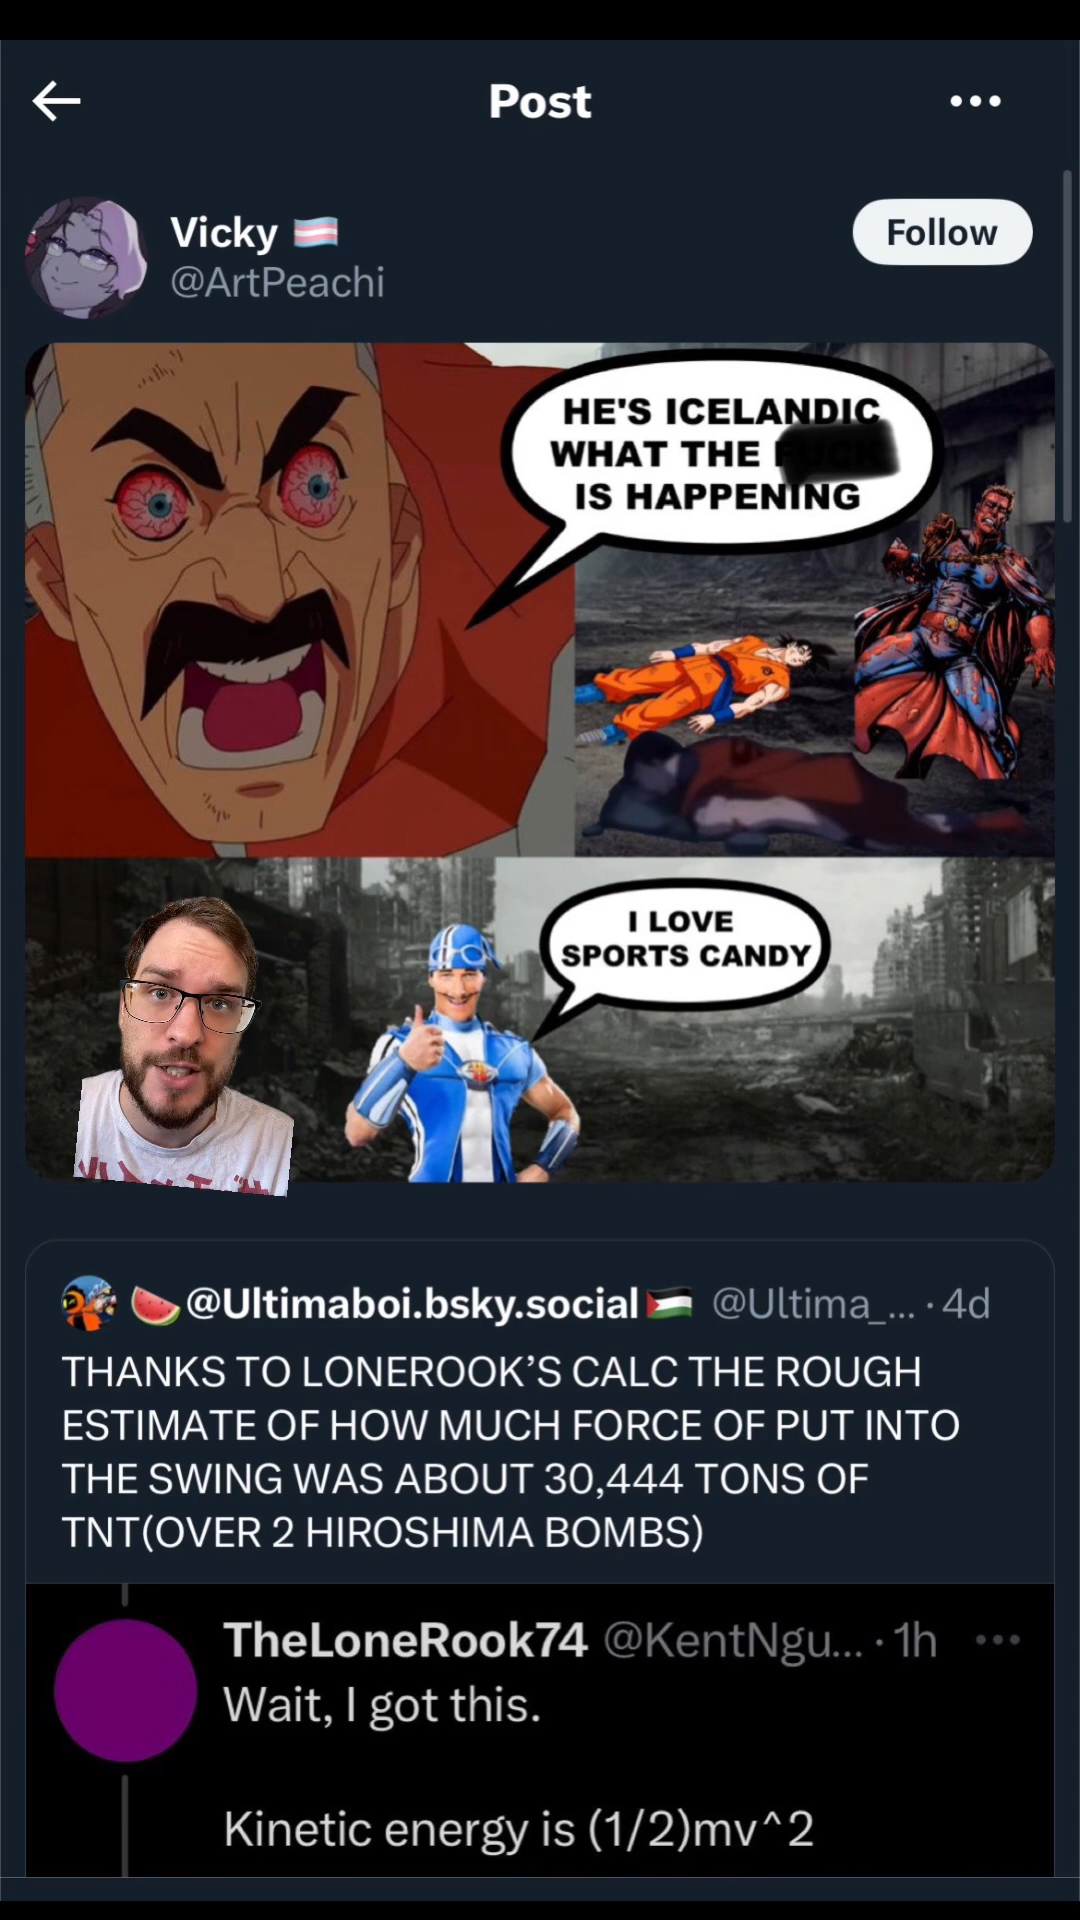 Post
Vicky 🏳️‍⚧️
Follow
@ArtPeachi
HE'S ICELANDIC
WHAT THE
IS HAPPENING
I LOVE
SPORTS CANDY
🍉@Ultimaboi.bsky.social🇵🇸 @Ultima_... · 4d
THANKS TO LONEROOK’S CALC THE ROUGH
ESTIMATE OF HOW MUCH FORCE OF PUT INTO
THE SWING WAS ABOUT 30,444 TONS OF
TNT(OVER 2 HIROSHIMA BOMBS)
TheLoneRook74 @KentNgu... · 1h
Wait, I got this.
Kinetic energy is (1/2)mv^2